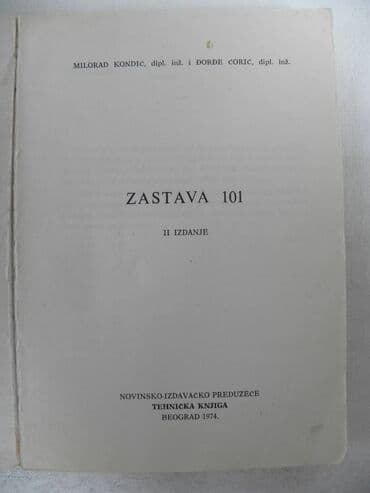 MILORAD KONDIĆ, dipl. inž. i ĐORĐE ĆORIĆ, dipl. inž.
ZASTAVA 101
II IZDANJE
NOVINSKO-IZDAVAČKO PREDUZEĆE
TEHNIČKA KNJIGA
BEOGRAD 1974.